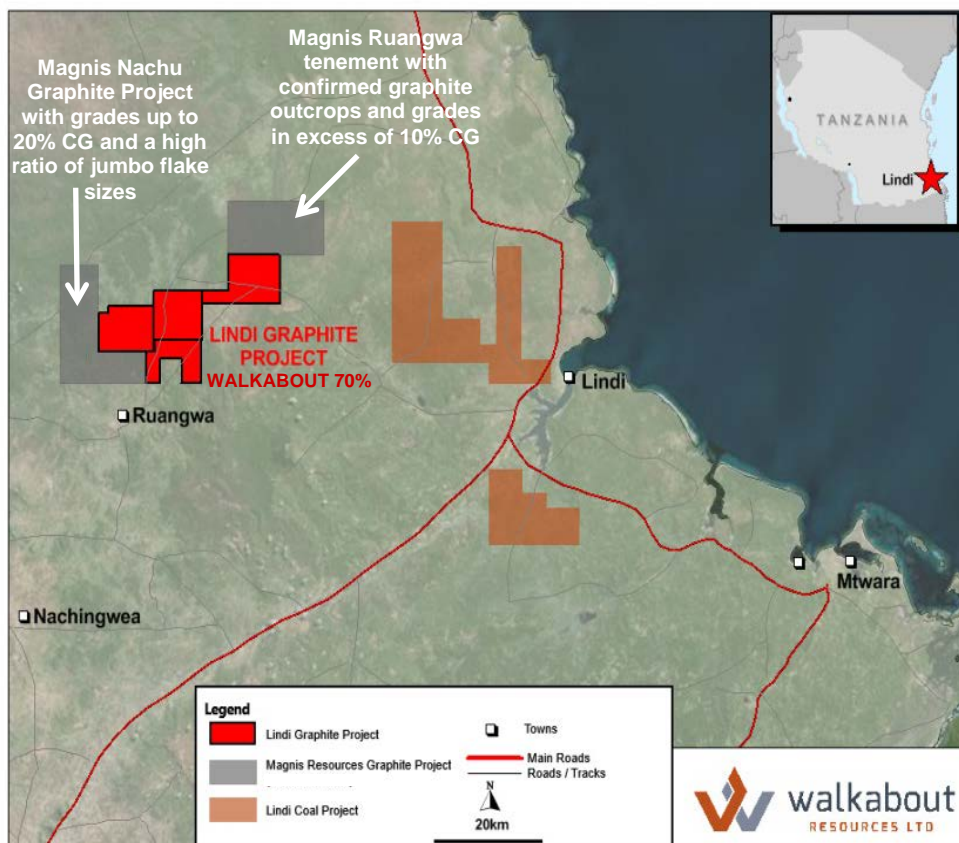 Magnis Nachu
Graphite Project
with grades up to
20% CG and a high
ratio of jumbo flake
sizes
Magnis Ruangwa
tenement with
confirmed graphite
outcrops and grades
in excess of 10% CG
TANZANIA
Lindi
LINDI GRAPHITE
PROJECT
WALKABOUT 70%
Lindi
Ruangwa
Mtwara
Nachingwea
Legend
Lindi Graphite Project
Magnis Resources Graphite Project
Lindi Coal Project
Towns
Main Roads
Roads / Tracks
N
20km
walkabout
RESOURCES LTD